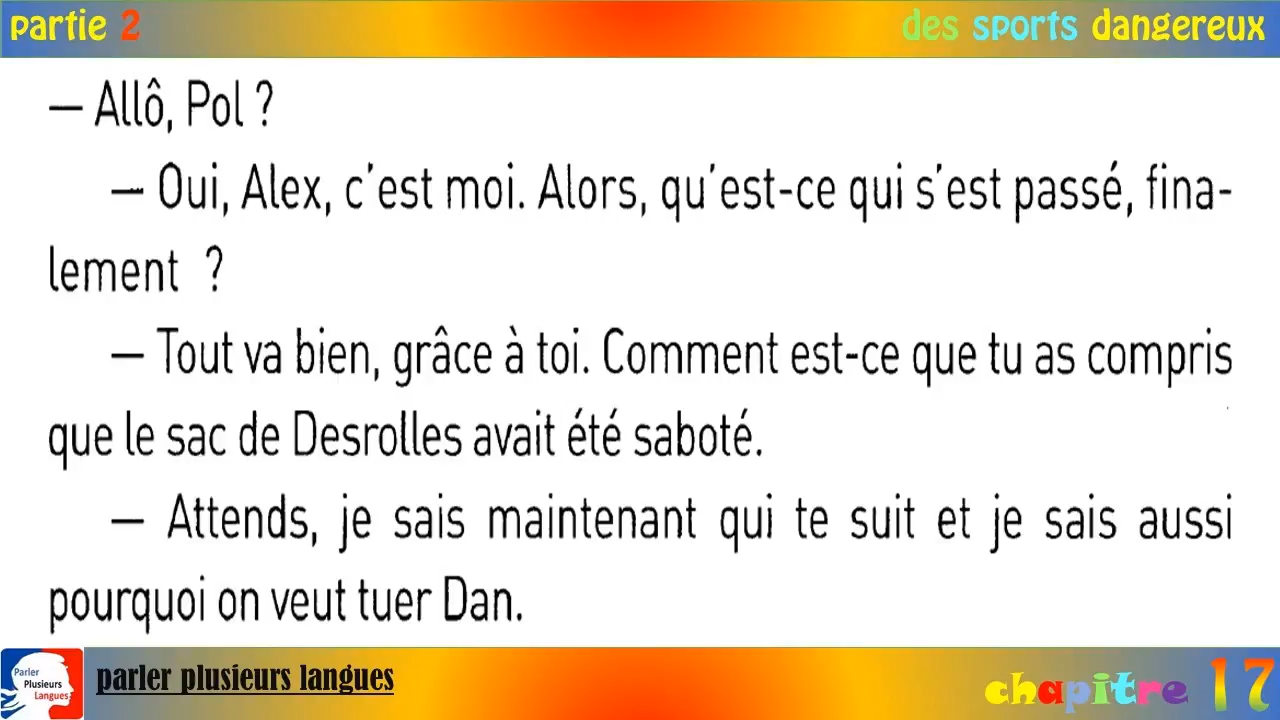 partie 2
des sports dangereux
— Allô, Pol ?
— Oui, Alex, c'est moi. Alors, qu'est-ce qui s'est passé, fina-
lement ?
— Tout va bien, grâce à toi. Comment est-ce que tu as compris
que le sac de Desrolles avait été saboté.
— Attends, je sais maintenant qui te suit et je sais aussi
pourquoi on veut tuer Dan.
Parler
Plusieurs
Langues
parler plusieurs langues
chapitre 17